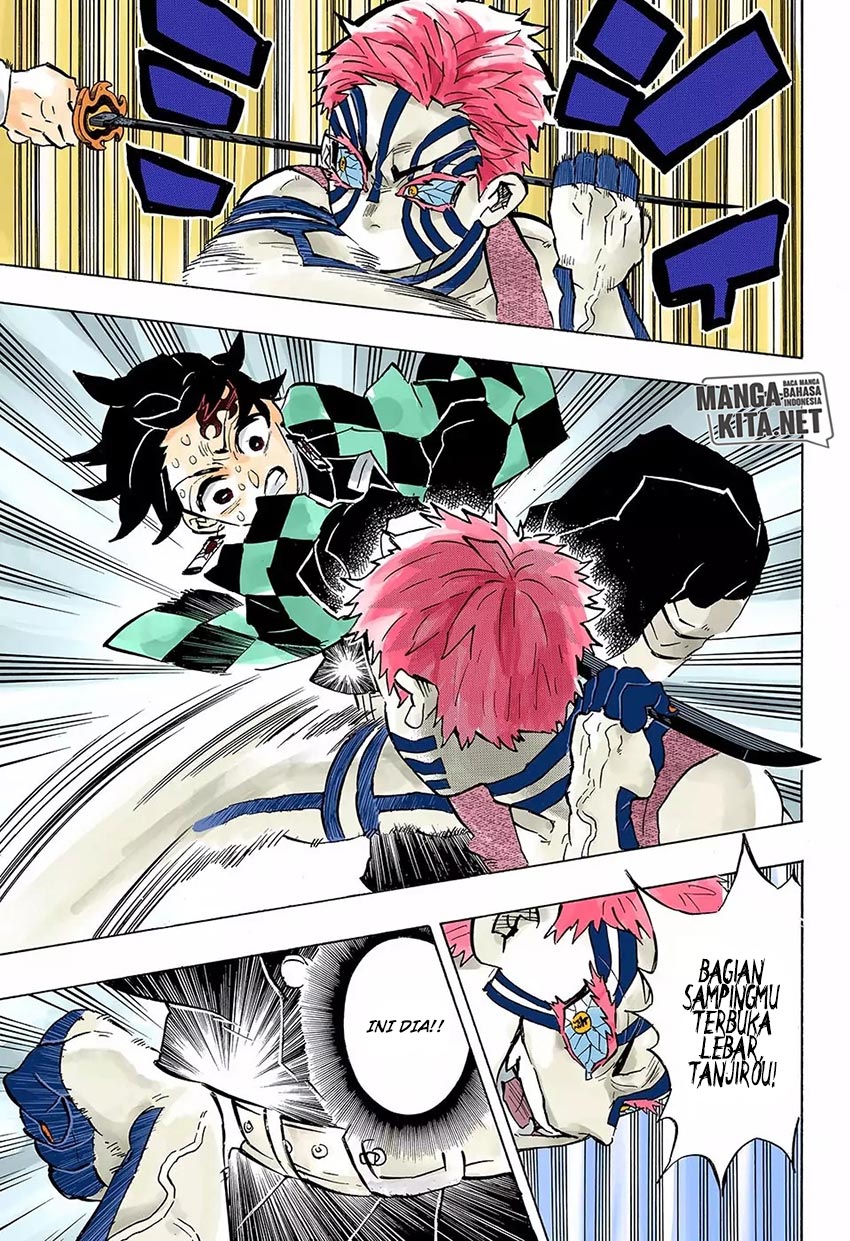 MANGA
KITA.NET
BACA MANGA
BAHASA
INDONESIA
BAGIAN
SAMPINGMU
TERBUKA
LEBAR,
TANJIROU!
INI DIA!!